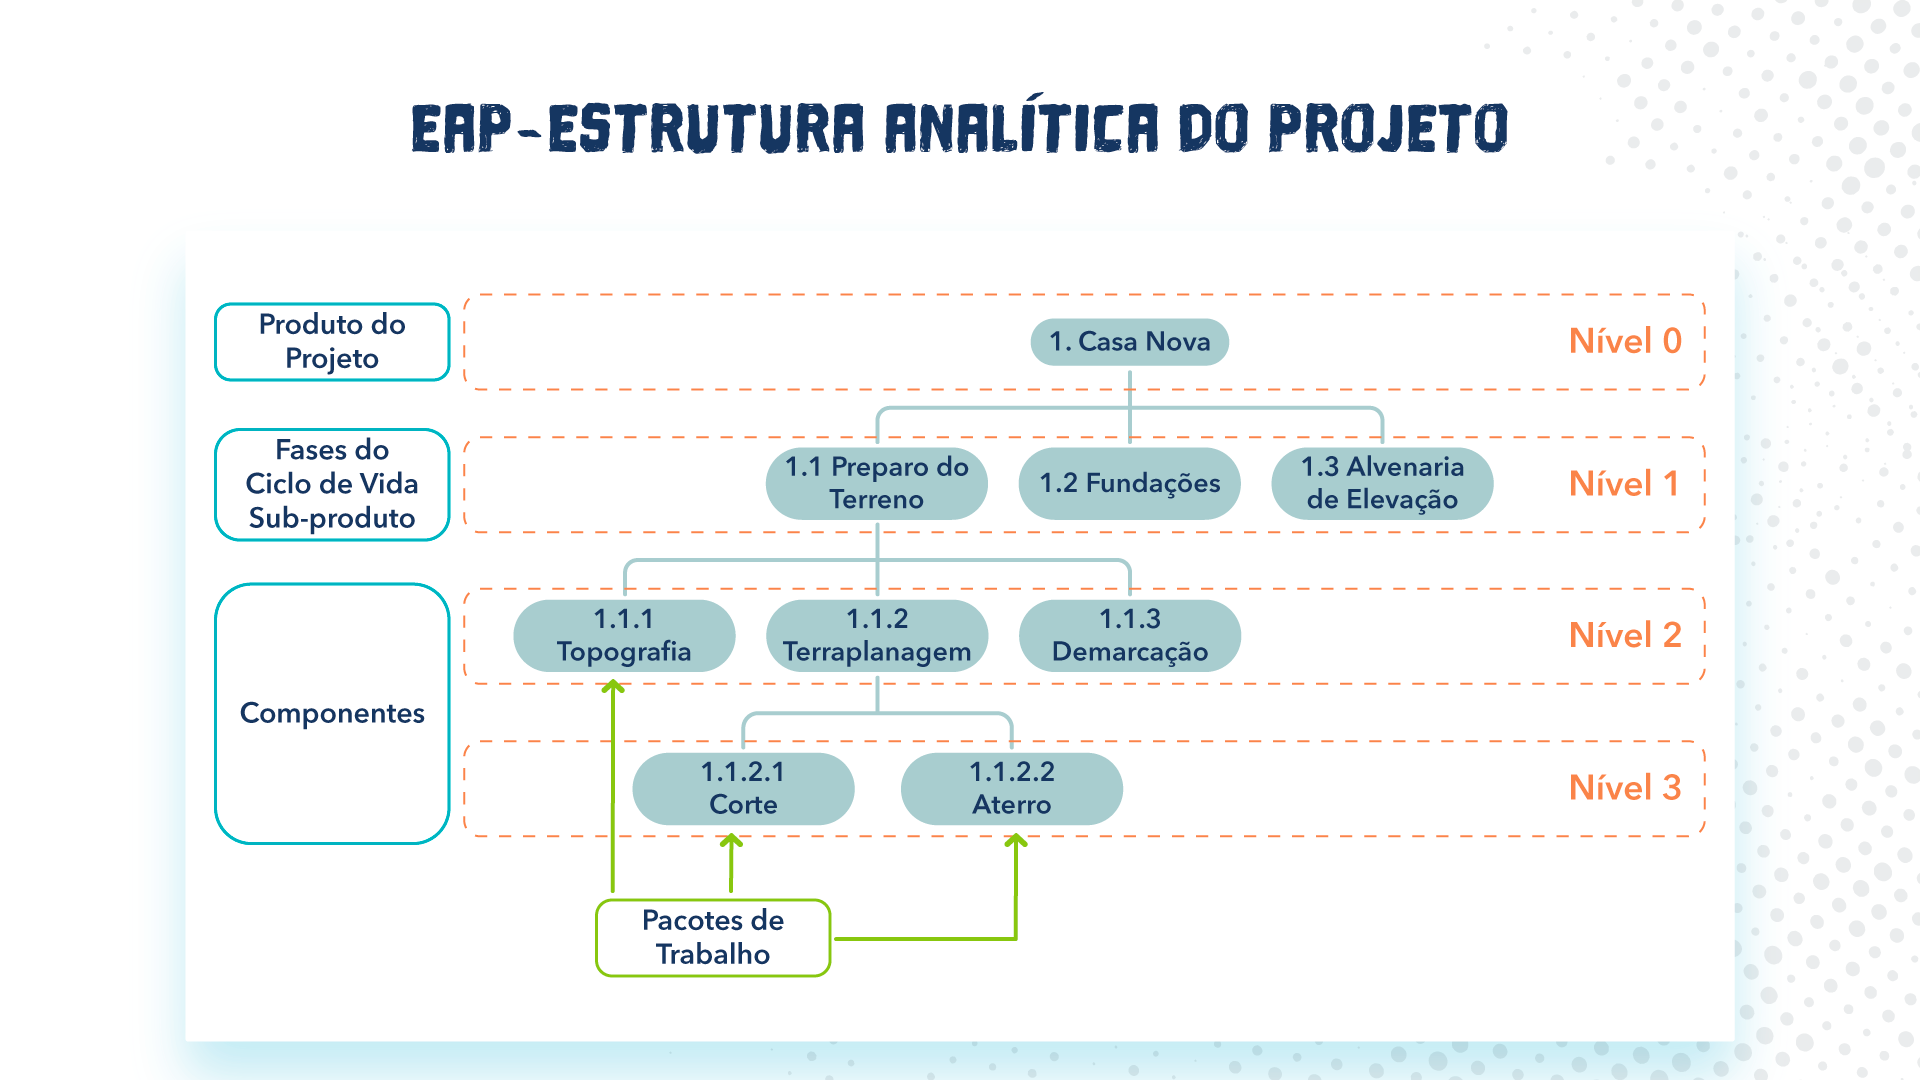 EAP-ESTRUTURA ANALÍTICA DO PROJETO
Produto do
Projeto
1. Casa Nova
Nível 0
Fases do
Ciclo de Vida
Sub-produto
1.1 Preparo do
Terreno
1.2 Fundações
1.3 Alvenaria
de Elevação
Nível 1
Componentes
1.1.1
Topografia
1.1.2
Terraplanagem
1.1.3
Demarcação
Nível 2
1.1.2.1
Corte
1.1.2.2
Aterro
Nível 3
Pacotes de
Trabalho